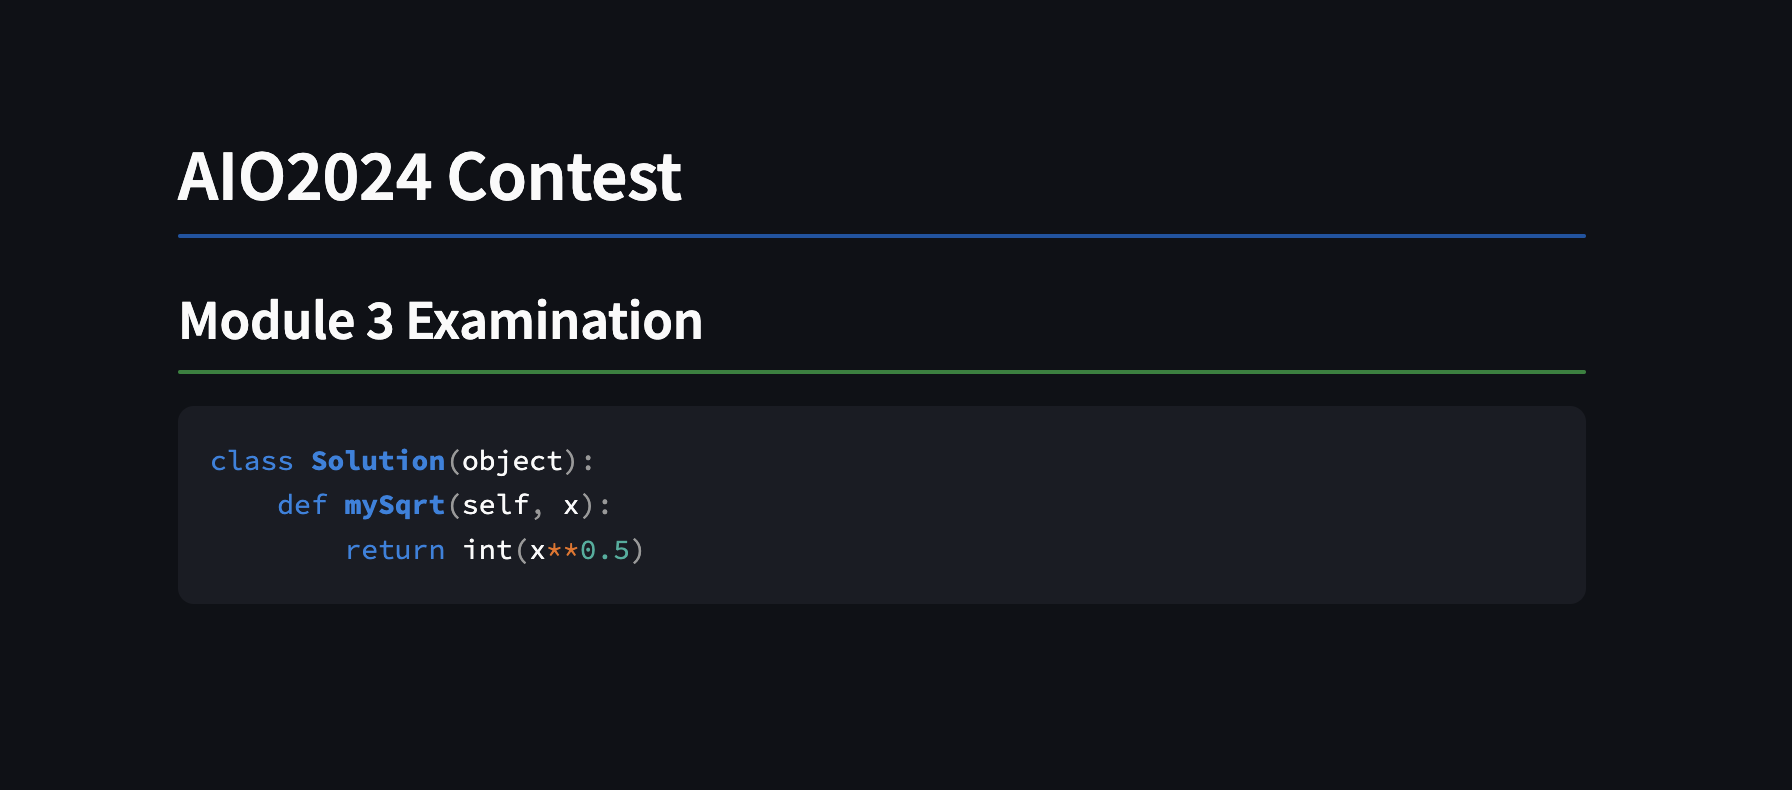 AIO2024 Contest
Module 3 Examination
class Solution(object):
    def mySqrt(self, x):
        return int(x**0.5)